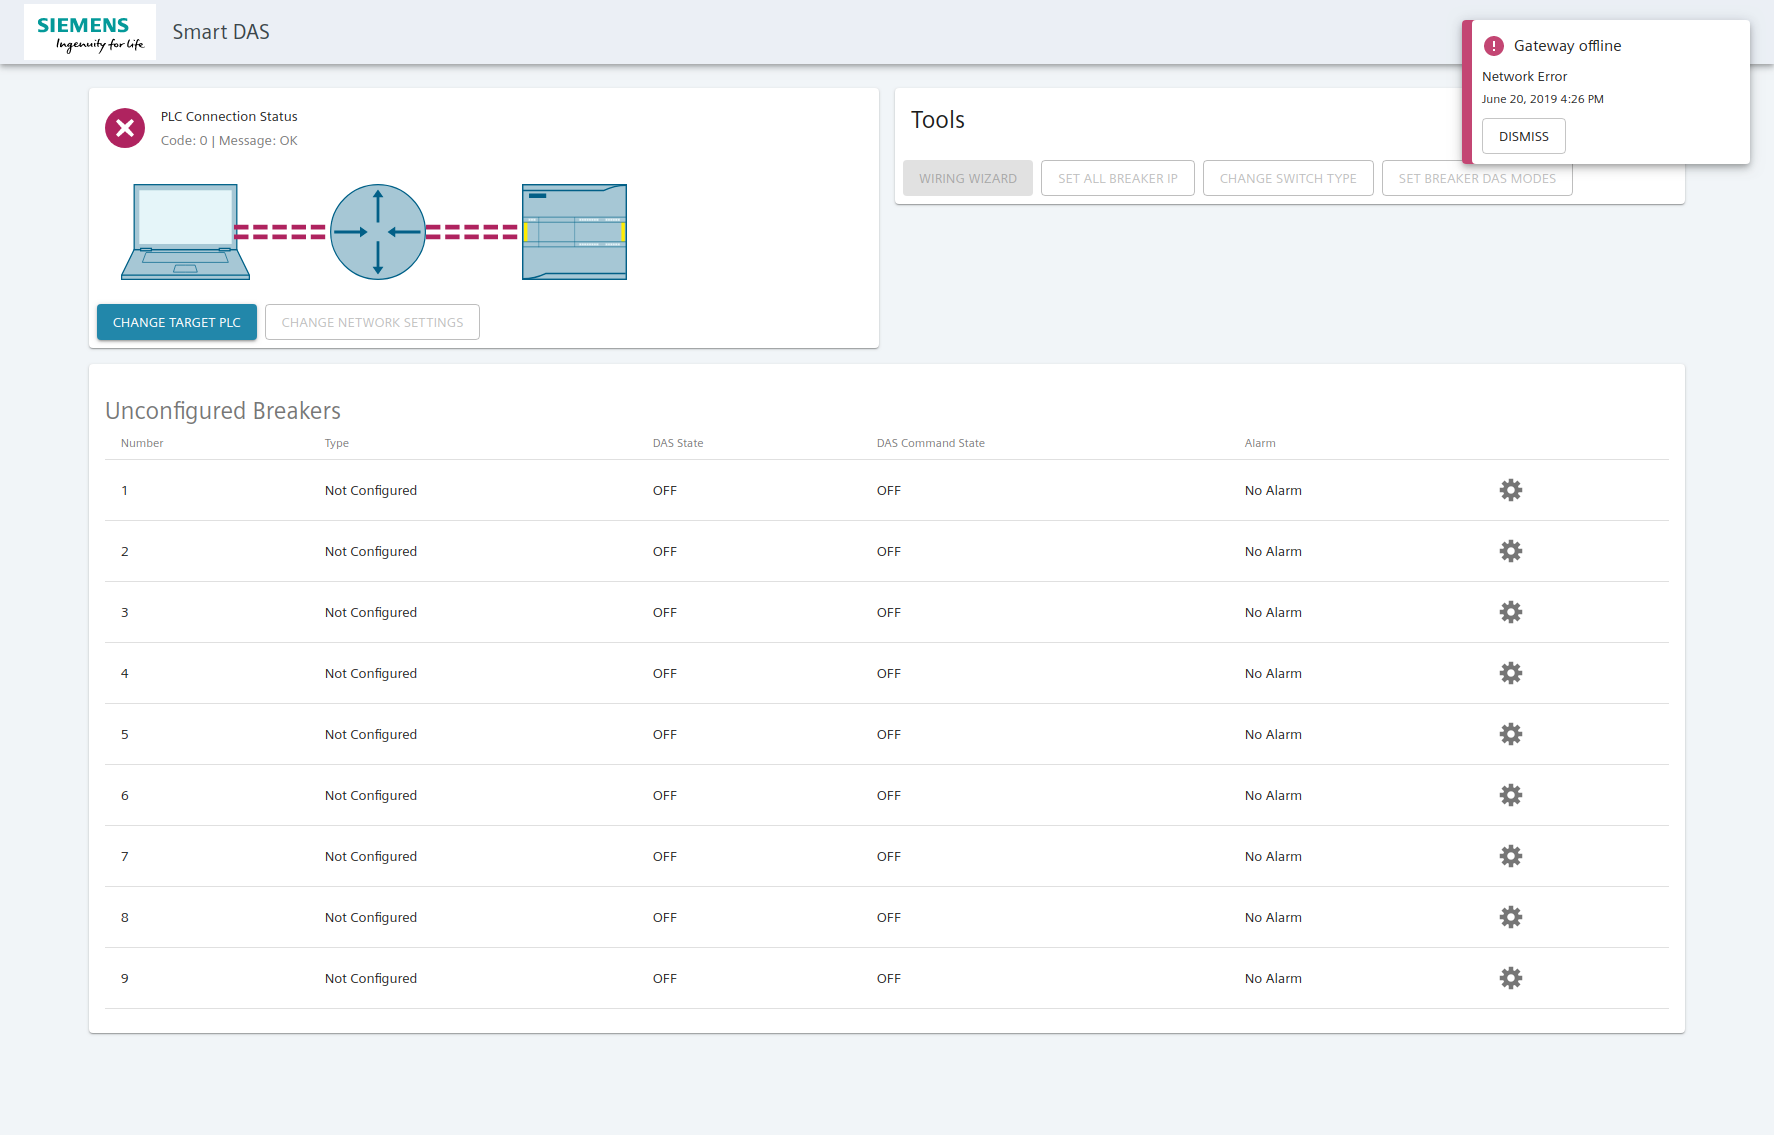 SIEMENS
Ingenuity for life
Smart DAS
Gateway offline
Network Error
June 20, 2019 4:26 PM
DISMISS
PLC Connection Status
Code: 0 | Message: OK
CHANGE TARGET PLC
CHANGE NETWORK SETTINGS
Tools
WIRING WIZARD
SET ALL BREAKER IP
CHANGE SWITCH TYPE
SET BREAKER DAS MODES
Unconfigured Breakers
Number Type DAS State DAS Command State Alarm
1 Not Configured OFF OFF No Alarm
2 Not Configured OFF OFF No Alarm
3 Not Configured OFF OFF No Alarm
4 Not Configured OFF OFF No Alarm
5 Not Configured OFF OFF No Alarm
6 Not Configured OFF OFF No Alarm
7 Not Configured OFF OFF No Alarm
8 Not Configured OFF OFF No Alarm
9 Not Configured OFF OFF No Alarm